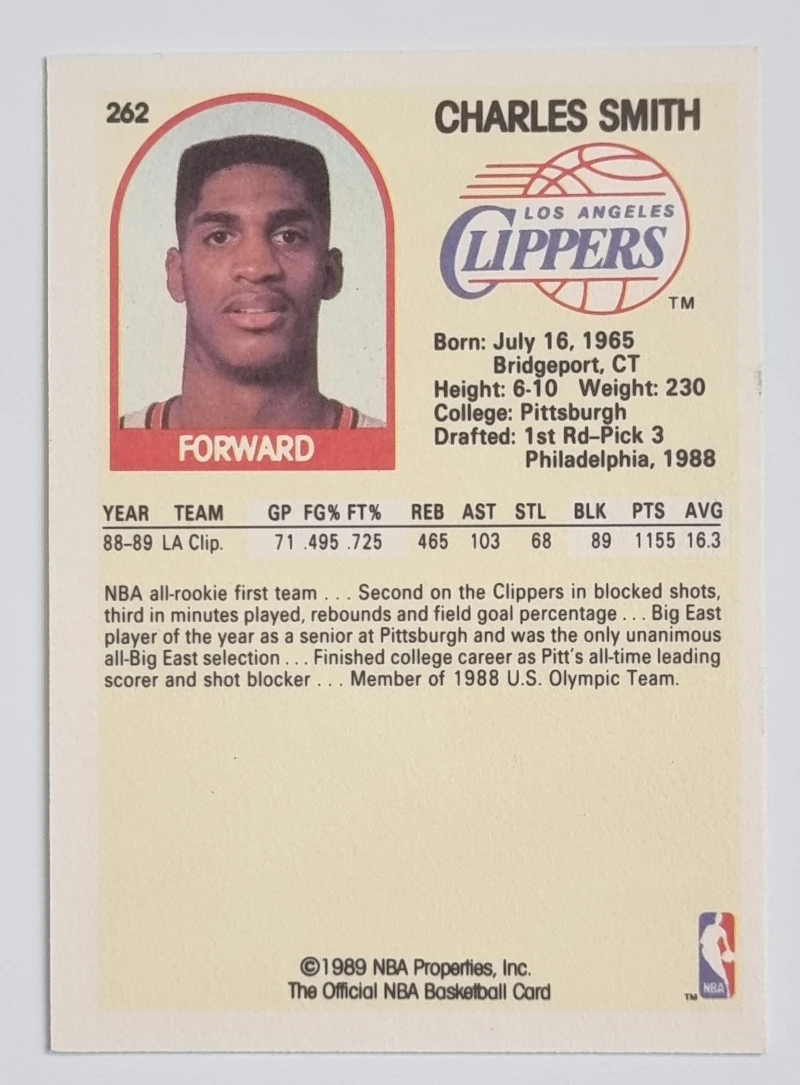 262
CHARLES SMITH
LOS ANGELES
CLIPPERS
TM
Born: July 16, 1965
Bridgeport, CT
Height: 6-10 Weight: 230
College: Pittsburgh
Drafted: 1st Rd–Pick 3
Philadelphia, 1988
FORWARD
YEAR TEAM GP FG% FT% REB AST STL BLK PTS AVG
88–89 LA Clip. 71 .495 .725 465 103 68 89 1155 16.3
NBA all-rookie first team . . . Second on the Clippers in blocked shots,
third in minutes played, rebounds and field goal percentage . . . Big East
player of the year as a senior at Pittsburgh and was the only unanimous
all-Big East selection . . . Finished college career as Pitt's all-time leading
scorer and shot blocker . . . Member of 1988 U.S. Olympic Team.
©1989 NBA Properties, Inc.
The Official NBA Basketball Card
TM
NBA